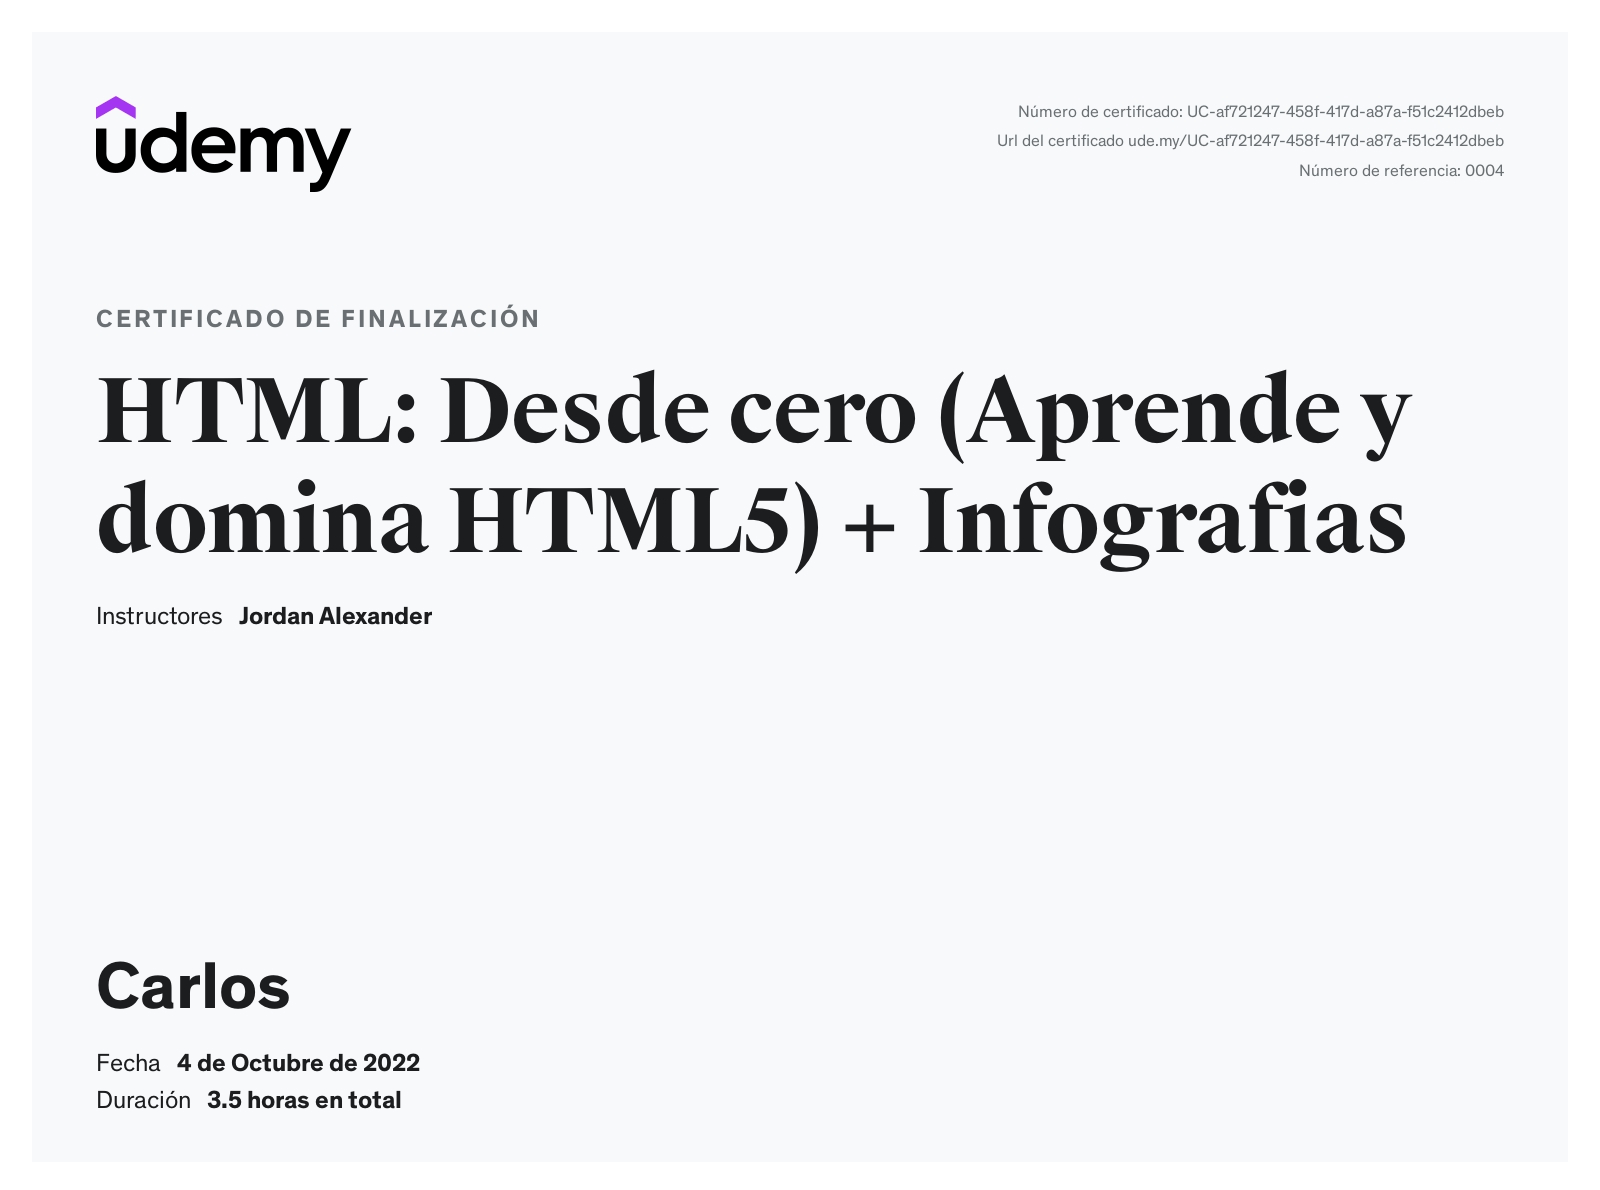 udemy
Número de certificado: UC-af721247-458f-417d-a87a-f51c2412dbeb
Url del certificado ude.my/UC-af721247-458f-417d-a87a-f51c2412dbeb
Número de referencia: 0004
CERTIFICADO DE FINALIZACIÓN
HTML: Desde cero (Aprende y
domina HTML5) + Infografias
Instructores Jordan Alexander
Carlos
Fecha 4 de Octubre de 2022
Duración 3.5 horas en total